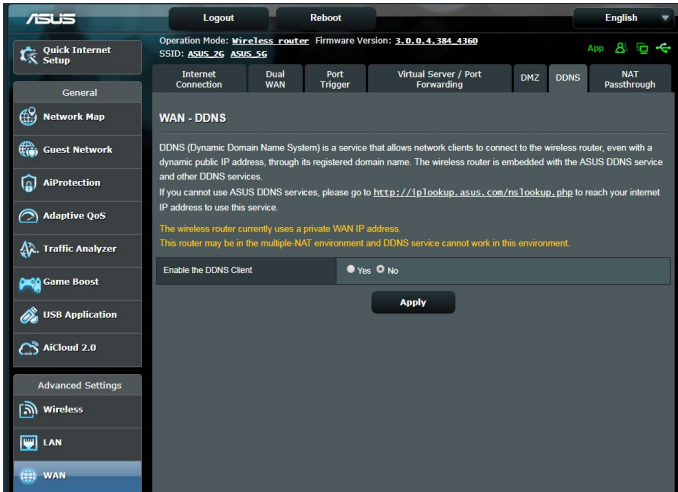 ASUS
Logout
Reboot
English
Quick Internet
Setup
Operation Mode: Wireless router Firmware Version: 3.0.0.4.384_4360
SSID: ASUS_2G ASUS_5G
App
Internet
Connection
Dual
WAN
Port
Trigger
Virtual Server / Port
Forwarding
DMZ
DDNS
NAT
Passthrough
General
Network Map
Guest Network
AiProtection
Adaptive QoS
Traffic Analyzer
Game Boost
USB Application
AiCloud 2.0
Advanced Settings
Wireless
LAN
WAN
WAN - DDNS
DDNS (Dynamic Domain Name System) is a service that allows network clients to connect to the wireless router, even with a
dynamic public IP address, through its registered domain name. The wireless router is embedded with the ASUS DDNS service
and other DDNS services.
If you cannot use ASUS DDNS services, please go to http://iplookup.asus.com/nslookup.php to reach your internet
IP address to use this service.
The wireless router currently uses a private WAN IP address.
This router may be in the multiple-NAT environment and DDNS service cannot work in this environment.
Enable the DDNS Client
Yes No
Apply